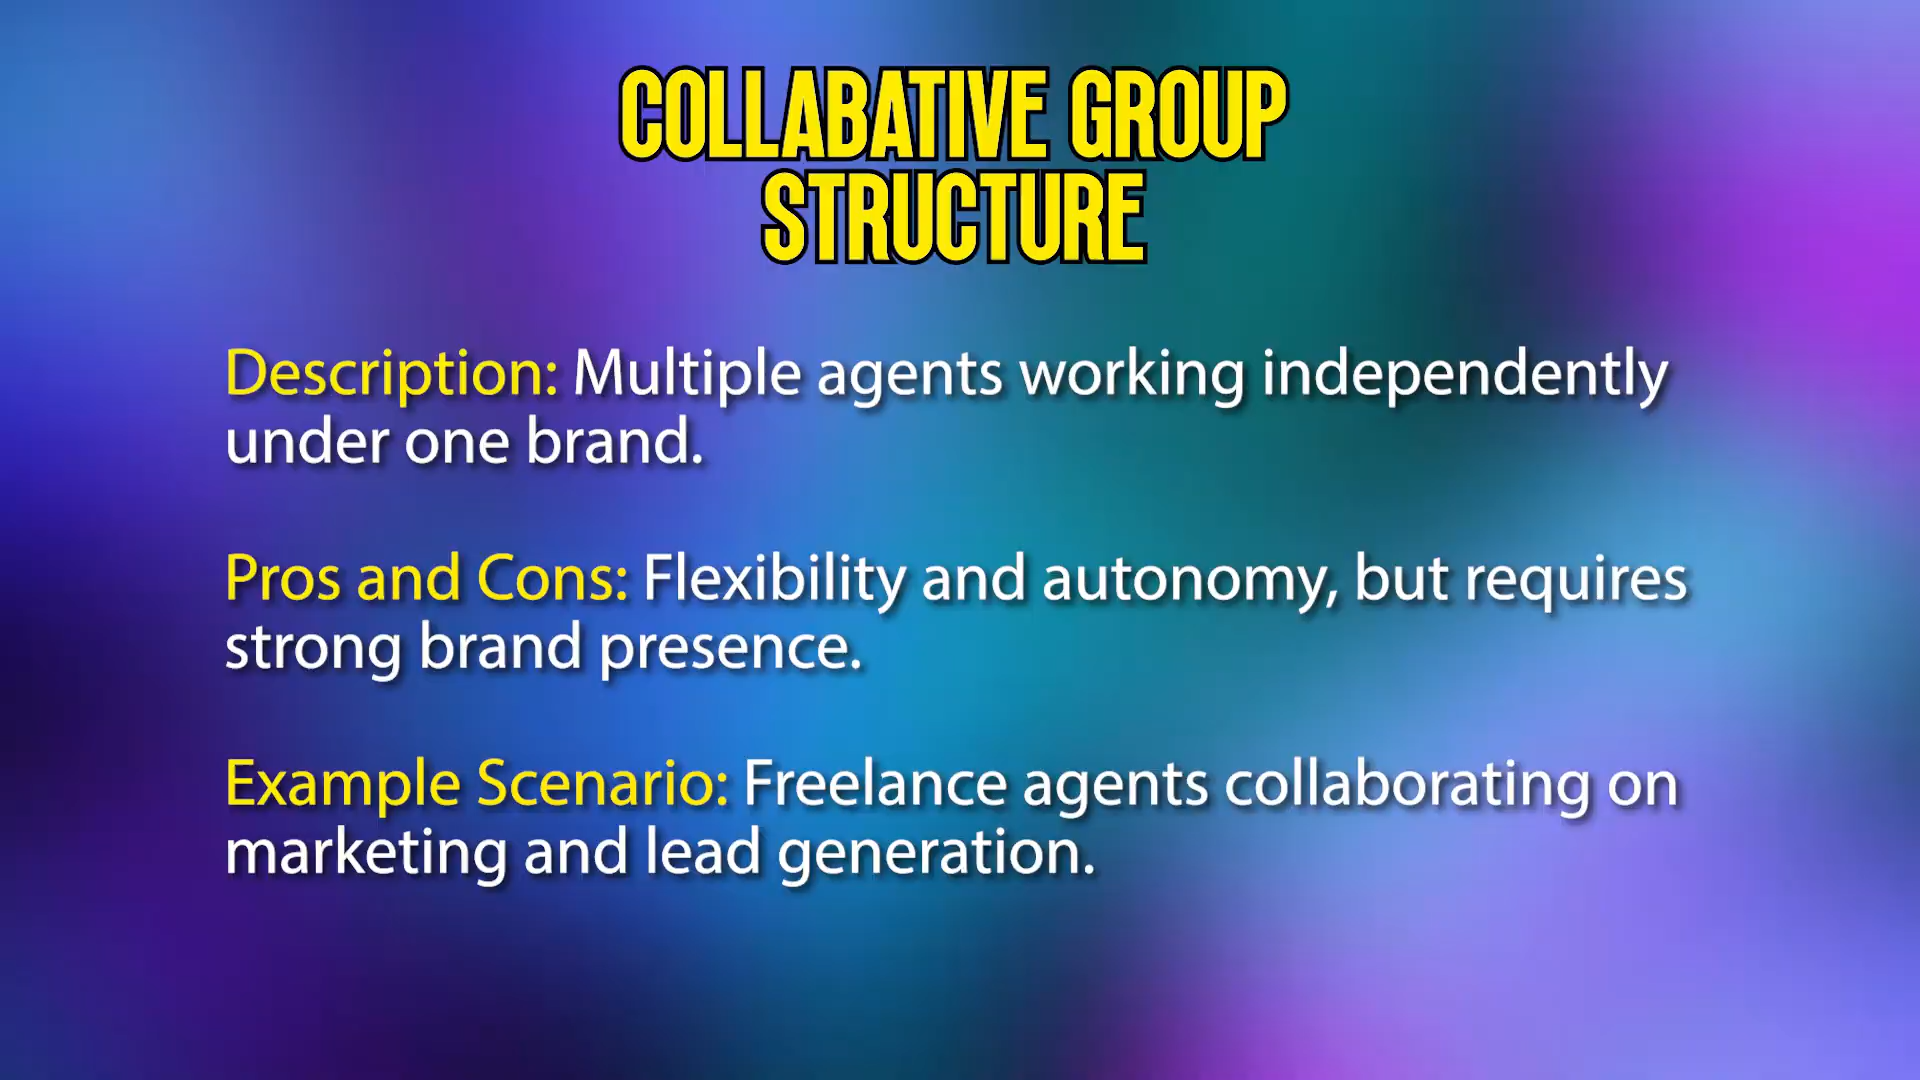 COLLABATIVE GROUP
STRUCTURE
Description: Multiple agents working independently
under one brand.
Pros and Cons: Flexibility and autonomy, but requires
strong brand presence.
Example Scenario: Freelance agents collaborating on
marketing and lead generation.